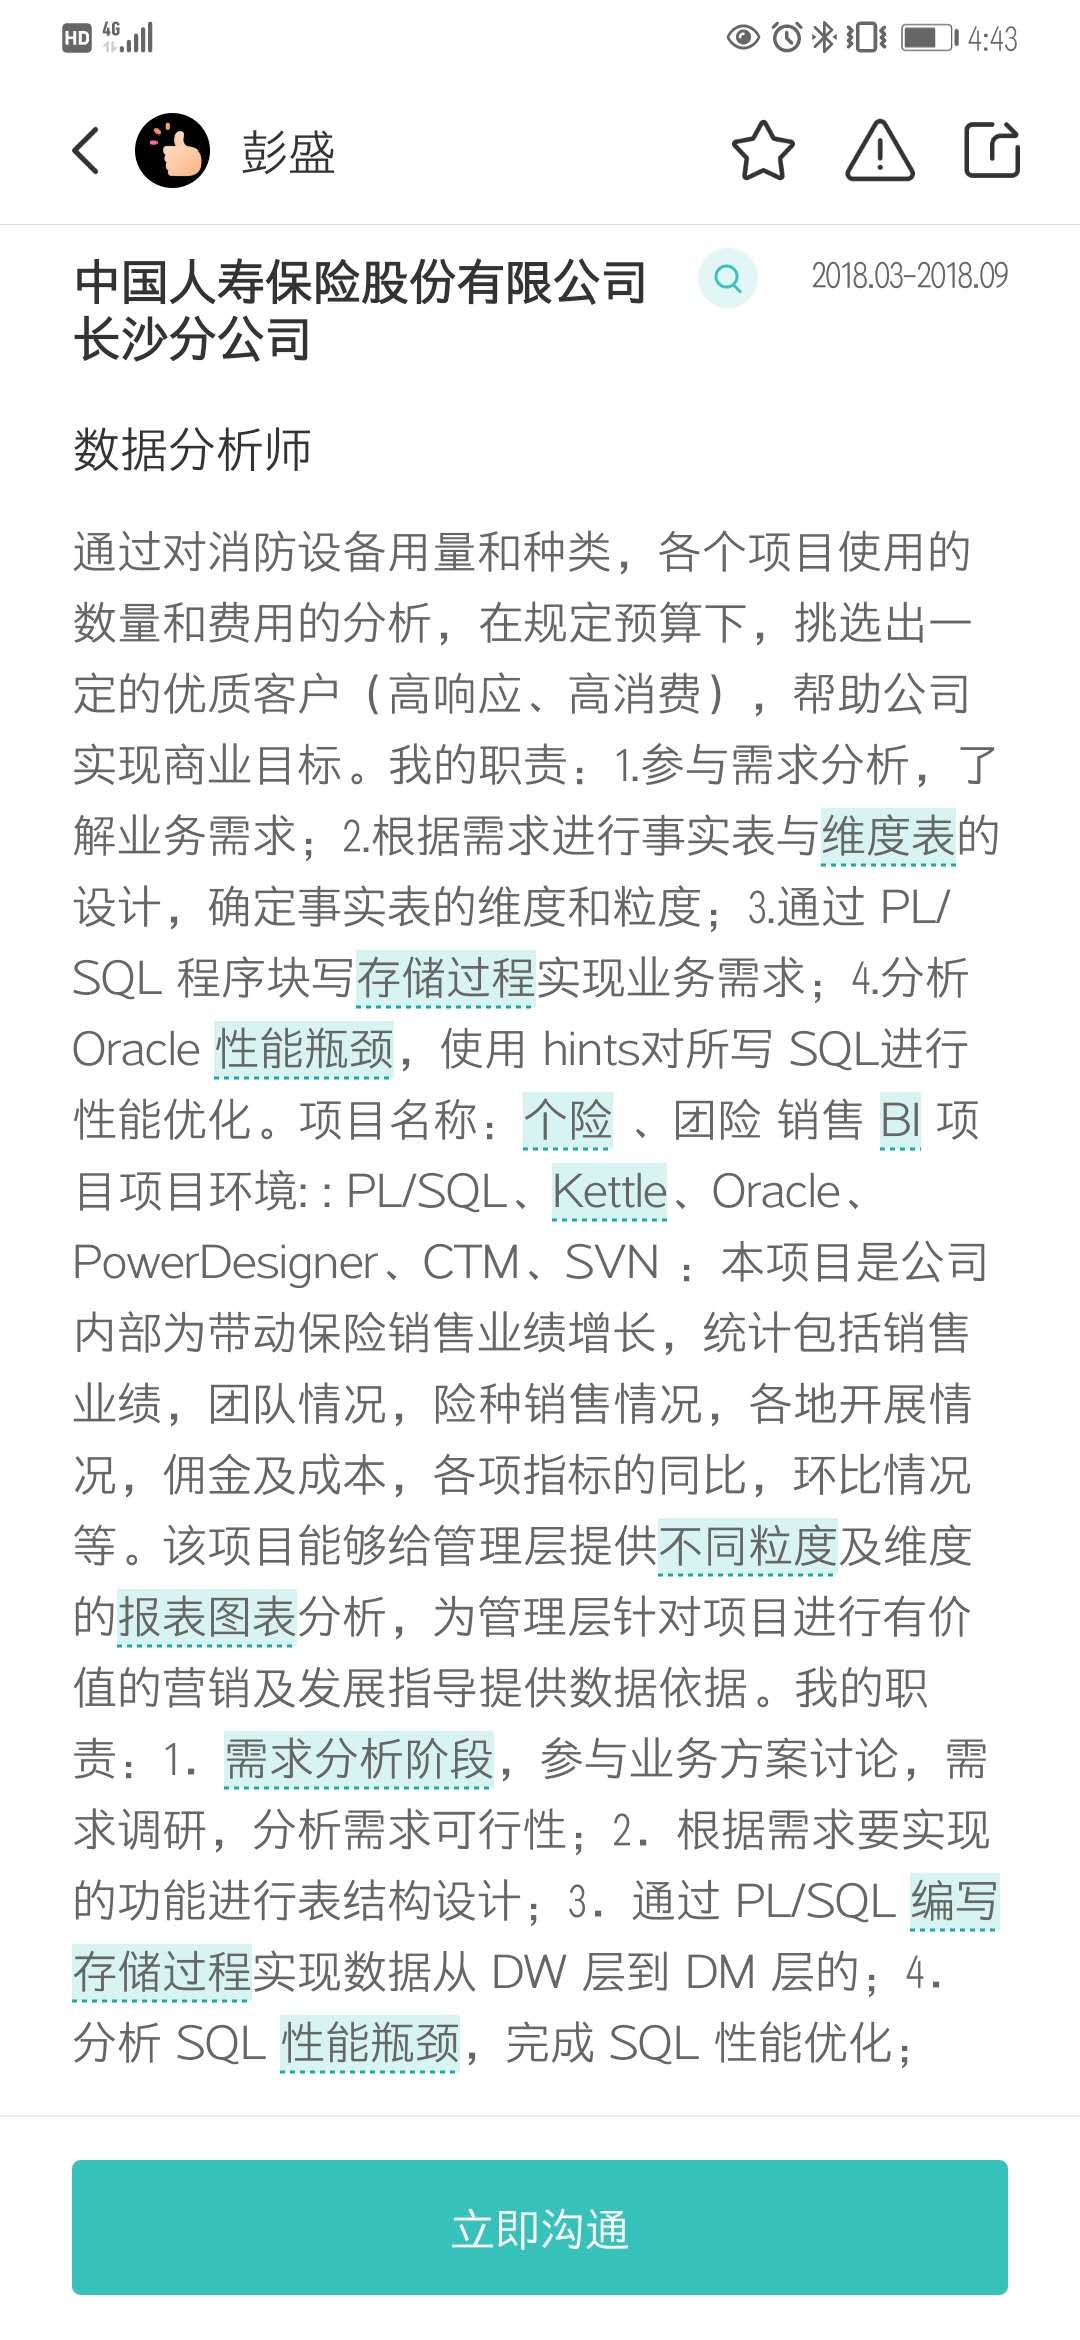 HD 4G 4:43
彭盛
中国人寿保险股份有限公司 2018.03-2018.09
长沙分公司
数据分析师
通过对消防设备用量和种类，各个项目使用的
数量和费用的分析，在规定预算下，挑选出一
定的优质客户（高响应、高消费），帮助公司
实现商业目标。我的职责：1.参与需求分析，了
解业务需求；2.根据需求进行事实表与维度表的
设计，确定事实表的维度和粒度；3.通过 PL/
SQL 程序块写存储过程实现业务需求；4.分析
Oracle 性能瓶颈，使用 hints对所写 SQL进行
性能优化。项目名称：个险 、团险 销售 BI 项
目项目环境: : PL/SQL、Kettle、Oracle、
PowerDesigner、CTM、SVN ：本项目是公司
内部为带动保险销售业绩增长，统计包括销售
业绩，团队情况，险种销售情况，各地开展情
况，佣金及成本，各项指标的同比，环比情况
等。该项目能够给管理层提供不同粒度及维度
的报表图表分析，为管理层针对项目进行有价
值的营销及发展指导提供数据依据。我的职
责：1．需求分析阶段，参与业务方案讨论，需
求调研，分析需求可行性；2．根据需求要实现
的功能进行表结构设计；3．通过 PL/SQL 编写
存储过程实现数据从 DW 层到 DM 层的；4．
分析 SQL 性能瓶颈，完成 SQL 性能优化；
立即沟通